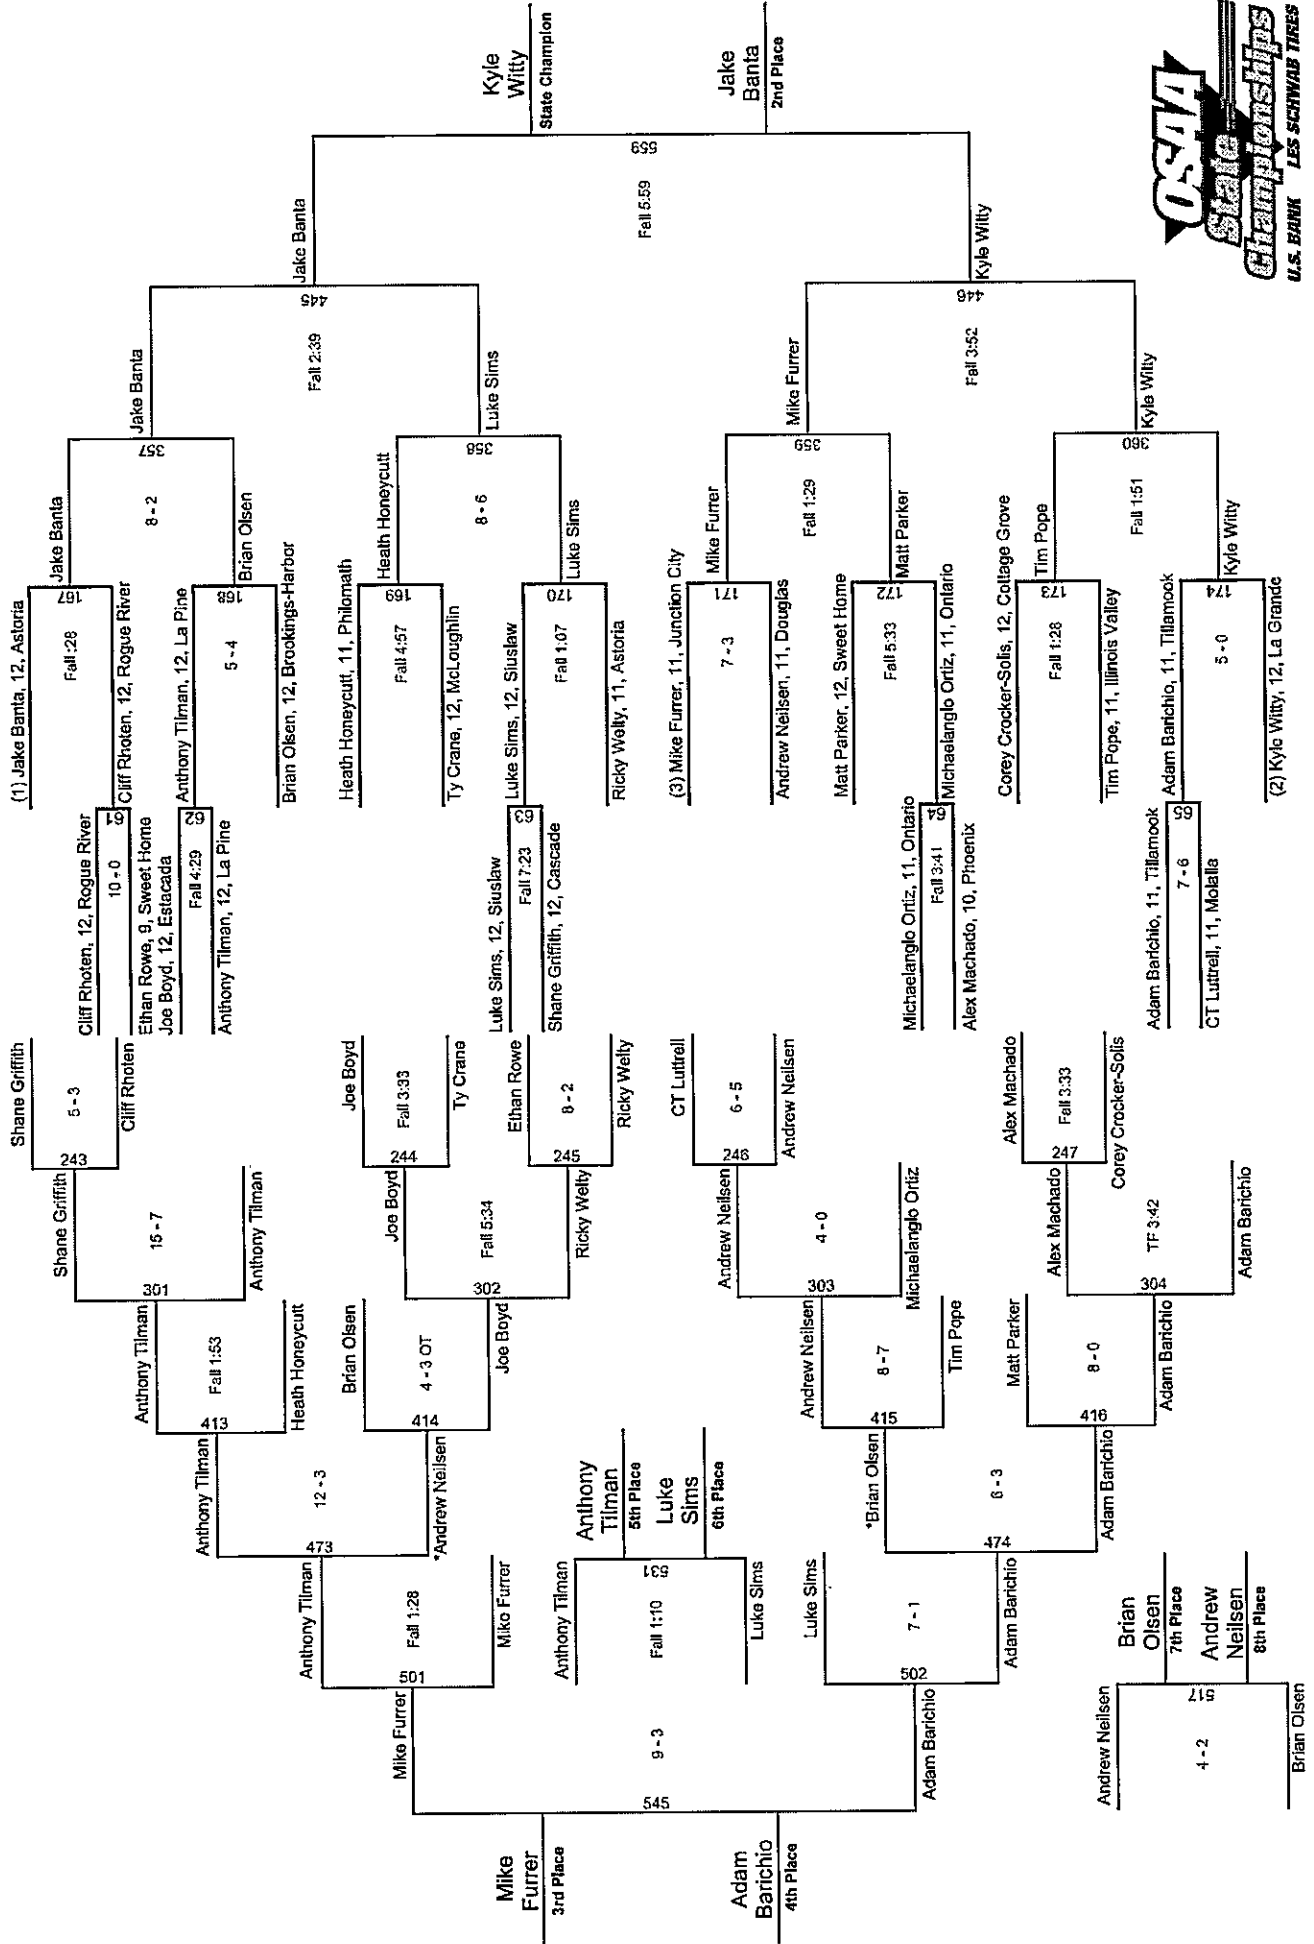 Kyle
Witty
State Champion
Jake
Banta
2nd Place
559
Fall 5:59
Jake Banta
Kyle Witty
445
Fall 2:39
446
Fall 3:52
Jake Banta
Luke Sims
Mike Furrer
Kyle Witty
357
8 - 2
358
8 - 6
359
Fall 1:29
360
Fall 1:51
Jake Banta
Brian Olsen
Heath Honeycutt
Luke Sims
Mike Furrer
Matt Parker
Tim Pope
Kyle Witty
(1) Jake Banta, 12, Astoria
167
Fall :28
Cliff Rhoten, 12, Rogue River
Anthony Tilman, 12, La Pine
168
5 - 4
Brian Olsen, 12, Brookings-Harbor
Heath Honeycutt, 11, Philomath
169
Fall 4:57
Ty Crane, 12, McLoughlin
Luke Sims, 12, Siuslaw
170
Fall 1:07
Ricky Welty, 11, Astoria
(3) Mike Furrer, 11, Junction City
171
7 - 3
Andrew Neilsen, 11, Douglas
Matt Parker, 12, Sweet Home
172
Fall 5:33
Michaelanglo Ortiz, 11, Ontario
Corey Crocker-Solis, 12, Cottage Grove
173
Fall 1:28
Tim Pope, 11, Illinois Valley
Adam Barichio, 11, Tillamook
174
5 - 0
(2) Kyle Witty, 12, La Grande
Cliff Rhoten, 12, Rogue River
61
10 - 0
Ethan Rowe, 9, Sweet Home
Joe Boyd, 12, Estacada
62
Fall 4:29
Anthony Tilman, 12, La Pine
Luke Sims, 12, Siuslaw
63
Fall 7:23
Shane Griffith, 12, Cascade
Michaelanglo Ortiz, 11, Ontario
64
Fall 3:41
Alex Machado, 10, Phoenix
Adam Barichio, 11, Tillamook
65
7 - 6
CT Luttrell, 11, Molalla
Shane Griffith
243
5 - 3
Cliff Rhoten
Joe Boyd
244
Fall 3:33
Ty Crane
Ethan Rowe
245
8 - 2
Ricky Welty
CT Luttrell
246
6 - 5
Andrew Neilsen
Alex Machado
247
Fall 3:33
Corey Crocker-Solis
Shane Griffith
301
15 - 7
Anthony Tilman
Joe Boyd
302
Fall 5:34
Ricky Welty
Andrew Neilsen
303
4 - 0
Michaelanglo Ortiz
Alex Machado
304
TF 3:42
Adam Barichio
Anthony Tilman
413
Fall 1:53
Heath Honeycutt
Brian Olsen
414
4 - 3 OT
Joe Boyd
Andrew Neilsen
415
8 - 7
Tim Pope
Matt Parker
416
8 - 0
Adam Barichio
Anthony Tilman
473
12 - 3
*Andrew Neilsen
*Brian Olsen
474
6 - 3
Adam Barichio
Anthony Tilman
501
Fall 1:28
Mike Furrer
Luke Sims
502
7 - 1
Adam Barichio
Anthony Tilman
531
Fall 1:10
Luke Sims
Anthony
Tilman
5th Place
Luke
Sims
6th Place
Mike Furrer
545
9 - 3
Adam Barichio
Mike
Furrer
3rd Place
Adam
Barichio
4th Place
Andrew Neilsen
517
4 - 2
Brian Olsen
Brian
Olsen
7th Place
Andrew
Neilsen
8th Place
OSAA
State
Championships
U.S. BANK LES SCHWAB TIRES